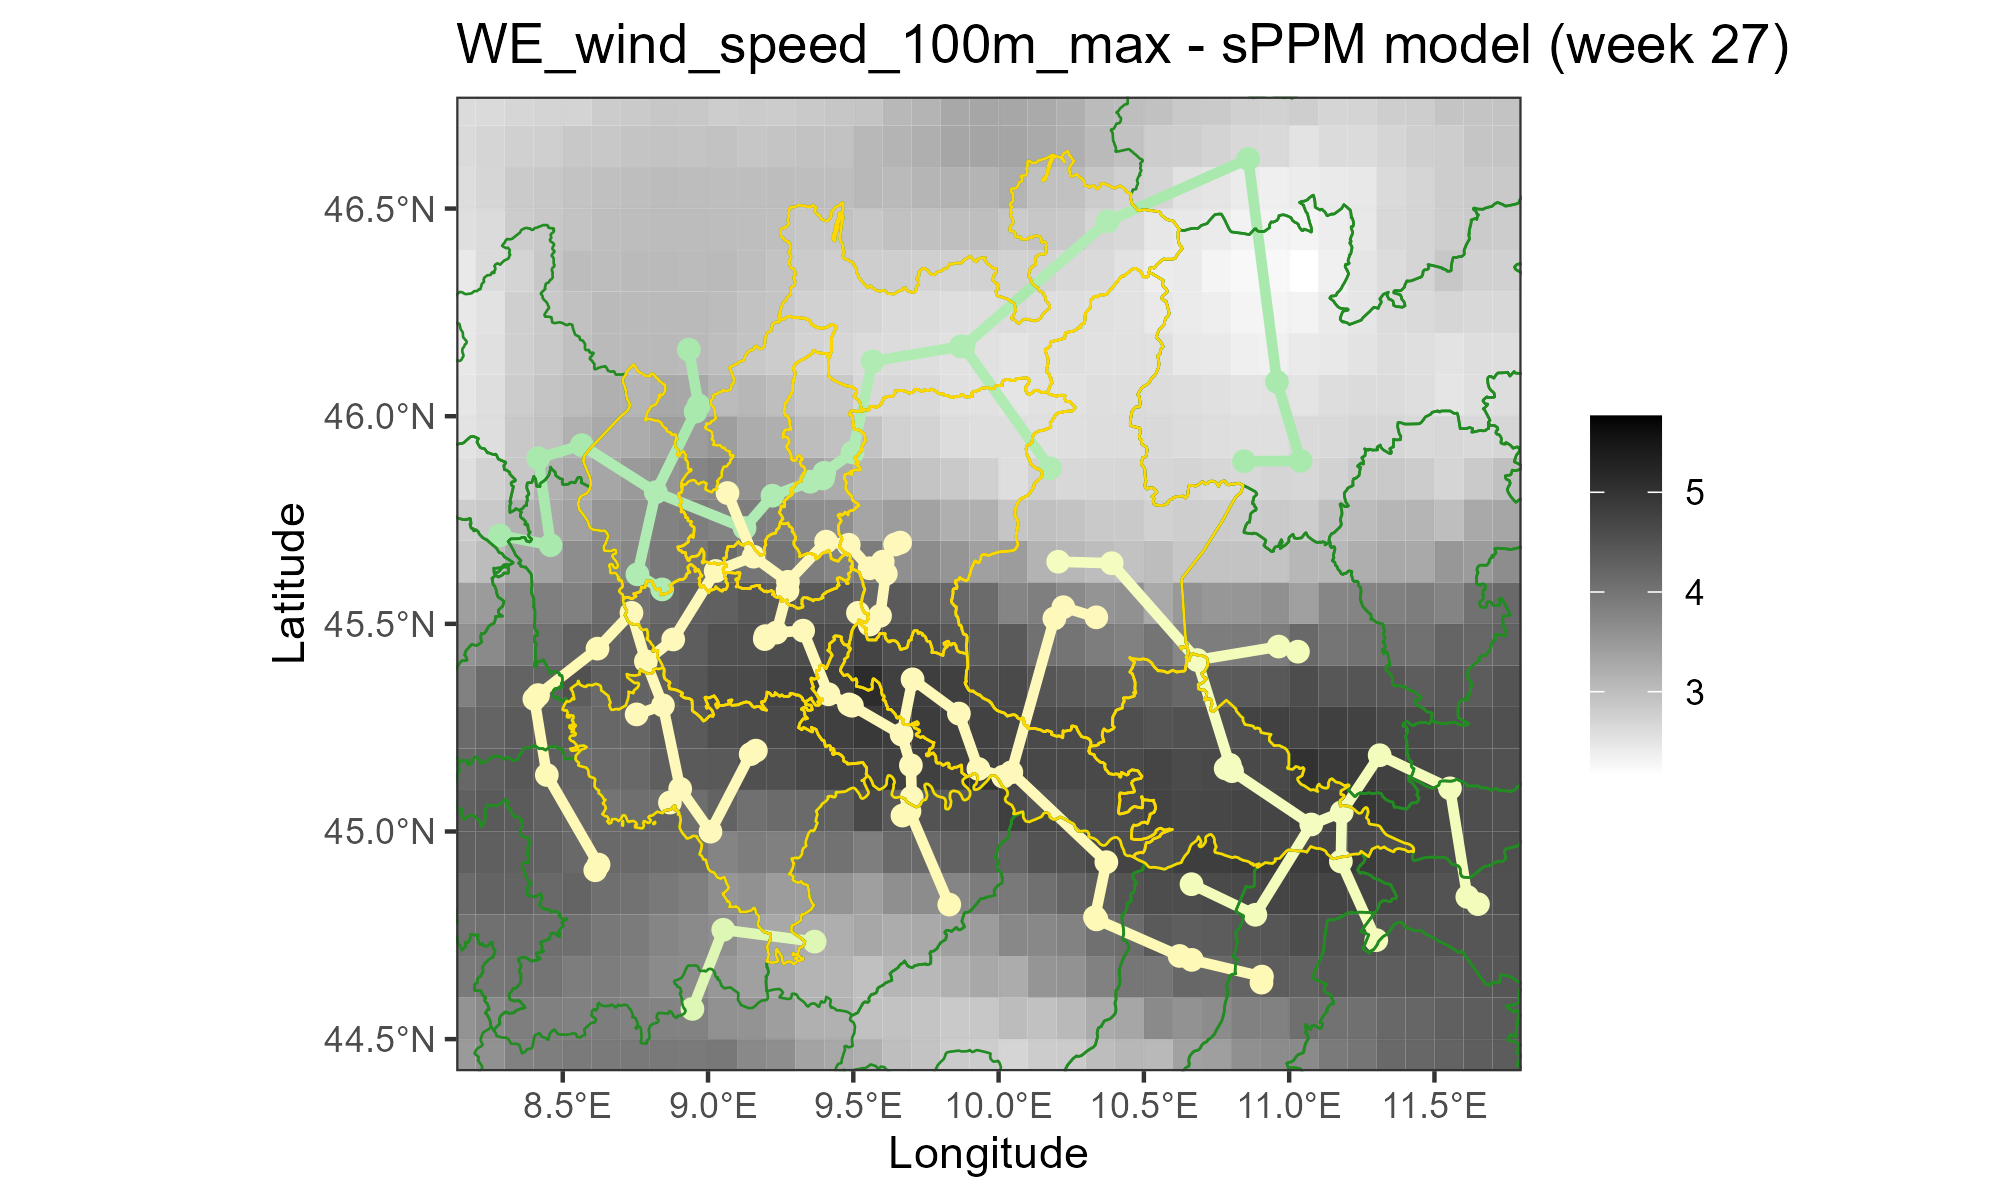 WE_wind_speed_100m_max - sPPM model (week 27)
46.5°N
46.0°N
45.5°N
45.0°N
44.5°N
Latitude
8.5°E 9.0°E 9.5°E 10.0°E 10.5°E 11.0°E 11.5°E
Longitude
5
4
3